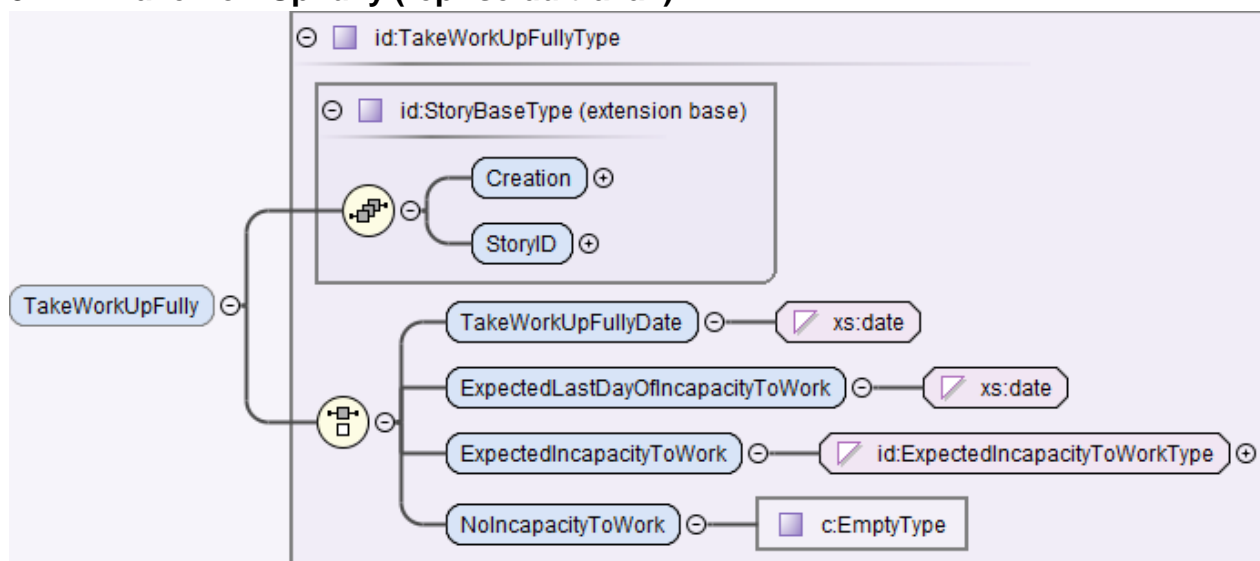 id:TakeWorkUpFullyType
id:StoryBaseType (extension base)
Creation
StoryID
TakeWorkUpFully
TakeWorkUpFullyDate xs:date
ExpectedLastDayOfIncapacityToWork xs:date
ExpectedIncapacityToWork id:ExpectedIncapacityToWorkType
NoIncapacityToWork c:EmptyType